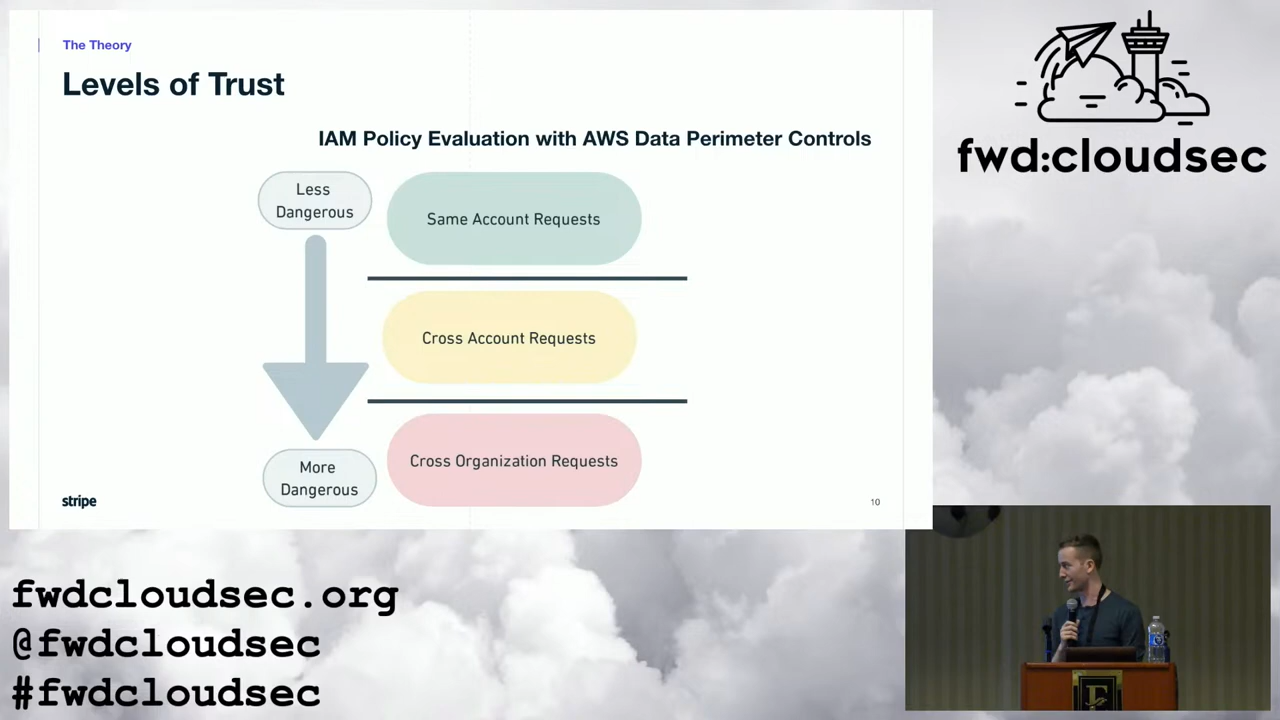 The Theory
Levels of Trust
IAM Policy Evaluation with AWS Data Perimeter Controls
Less
Dangerous
Same Account Requests
Cross Account Requests
Cross Organization Requests
More
Dangerous
stripe
10
fwd:cloudsec
fwdcloudsec.org
@fwdcloudsec
#fwdcloudsec